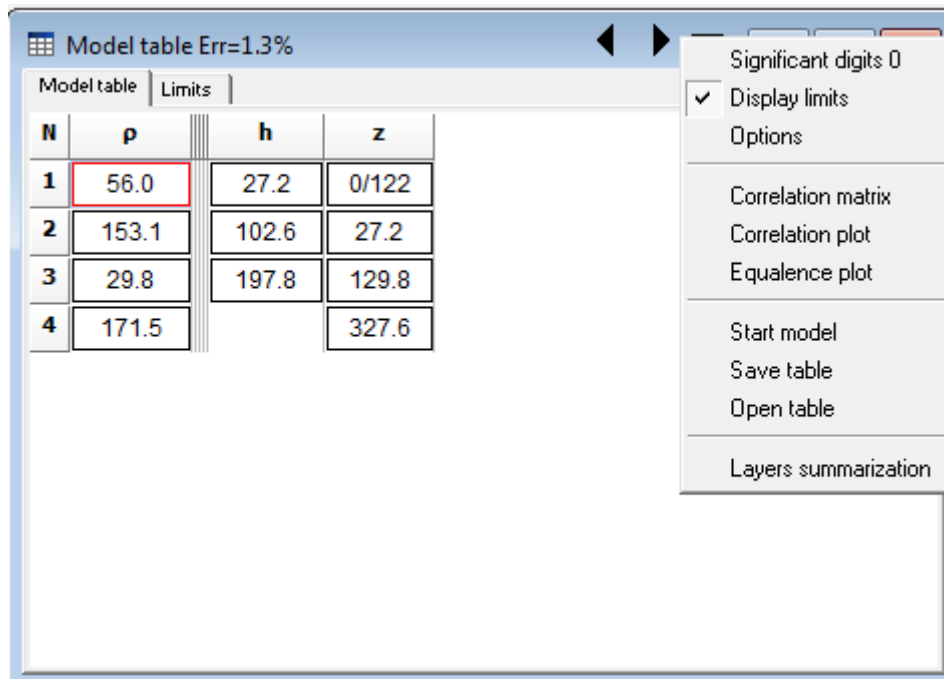 Model table Err=1.3%
Model table Limits
N ρ h z
1 56.0 27.2 0/122
2 153.1 102.6 27.2
3 29.8 197.8 129.8
4 171.5 327.6
Significant digits 0
Display limits
Options
Correlation matrix
Correlation plot
Equalence plot
Start model
Save table
Open table
Layers summarization